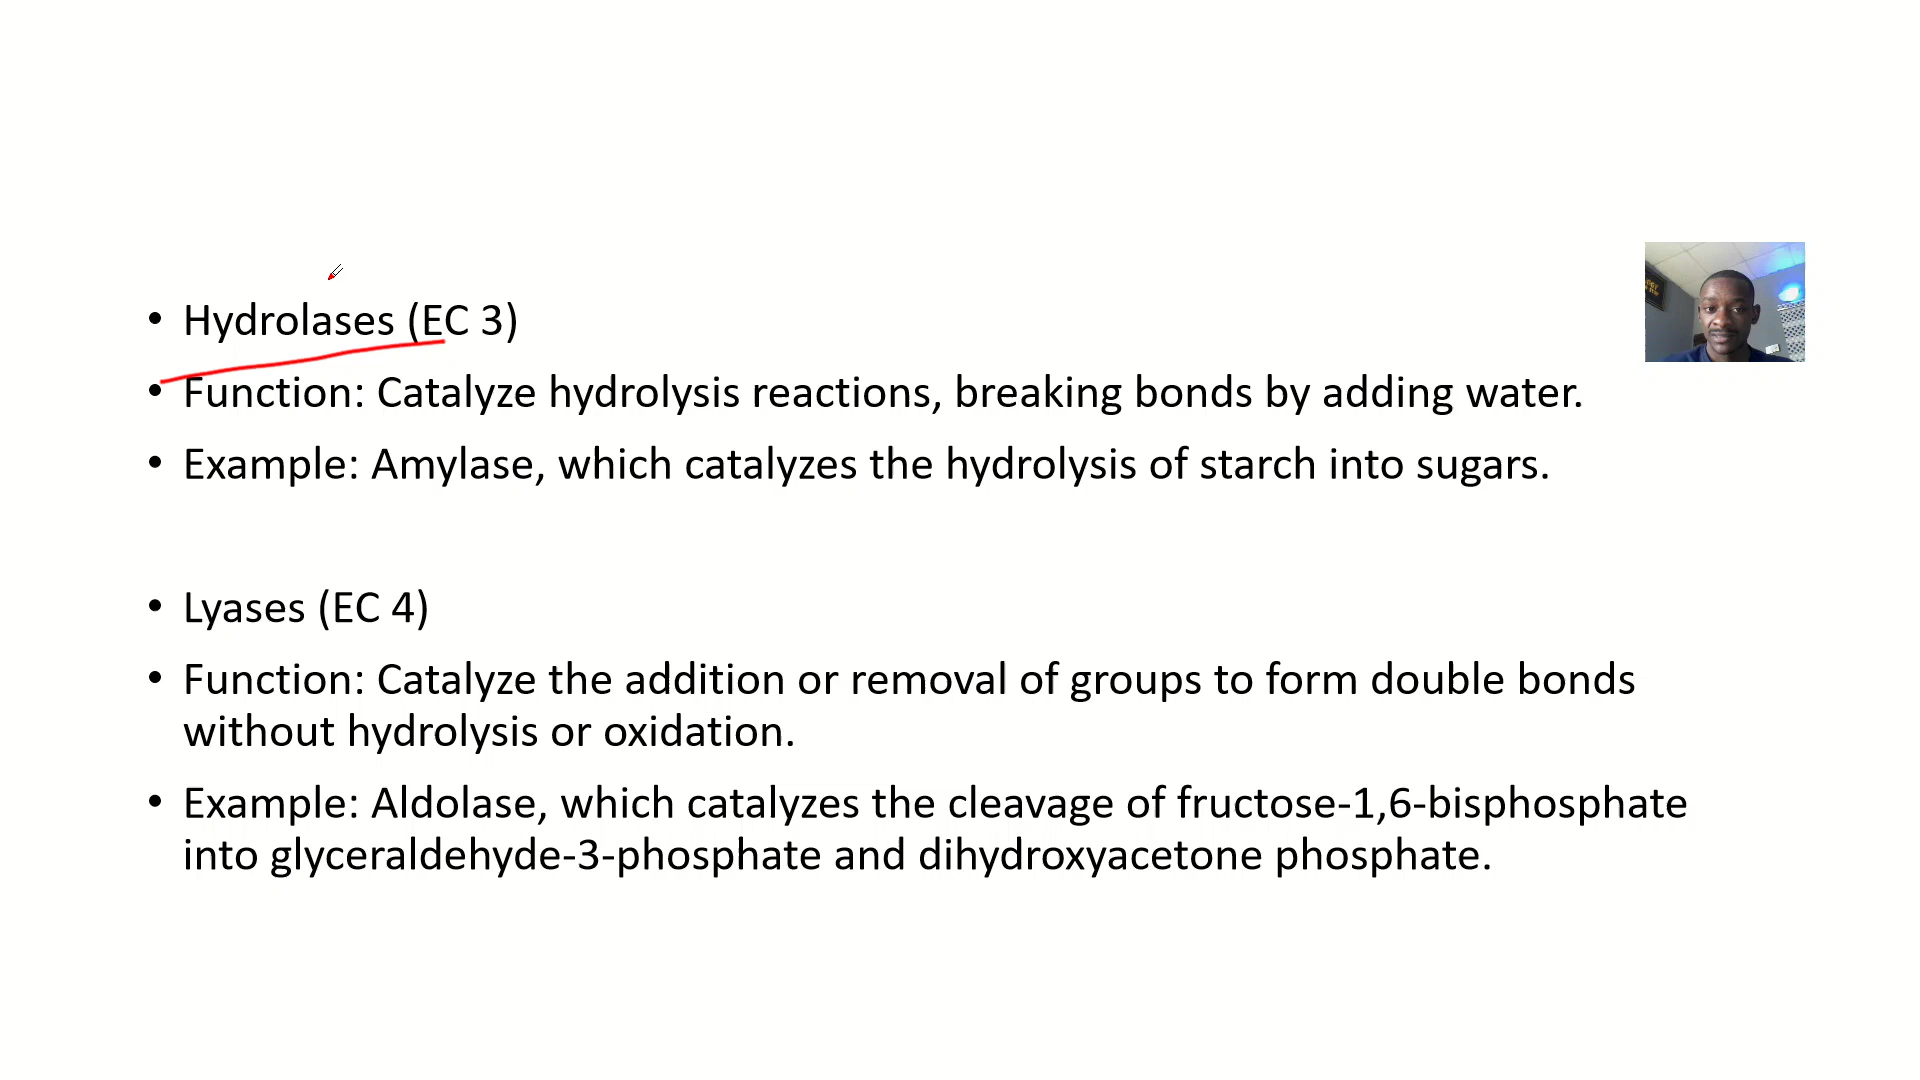 • Hydrolases (EC 3)
• Function: Catalyze hydrolysis reactions, breaking bonds by adding water.
• Example: Amylase, which catalyzes the hydrolysis of starch into sugars.
• Lyases (EC 4)
• Function: Catalyze the addition or removal of groups to form double bonds
without hydrolysis or oxidation.
• Example: Aldolase, which catalyzes the cleavage of fructose-1,6-bisphosphate
into glyceraldehyde-3-phosphate and dihydroxyacetone phosphate.